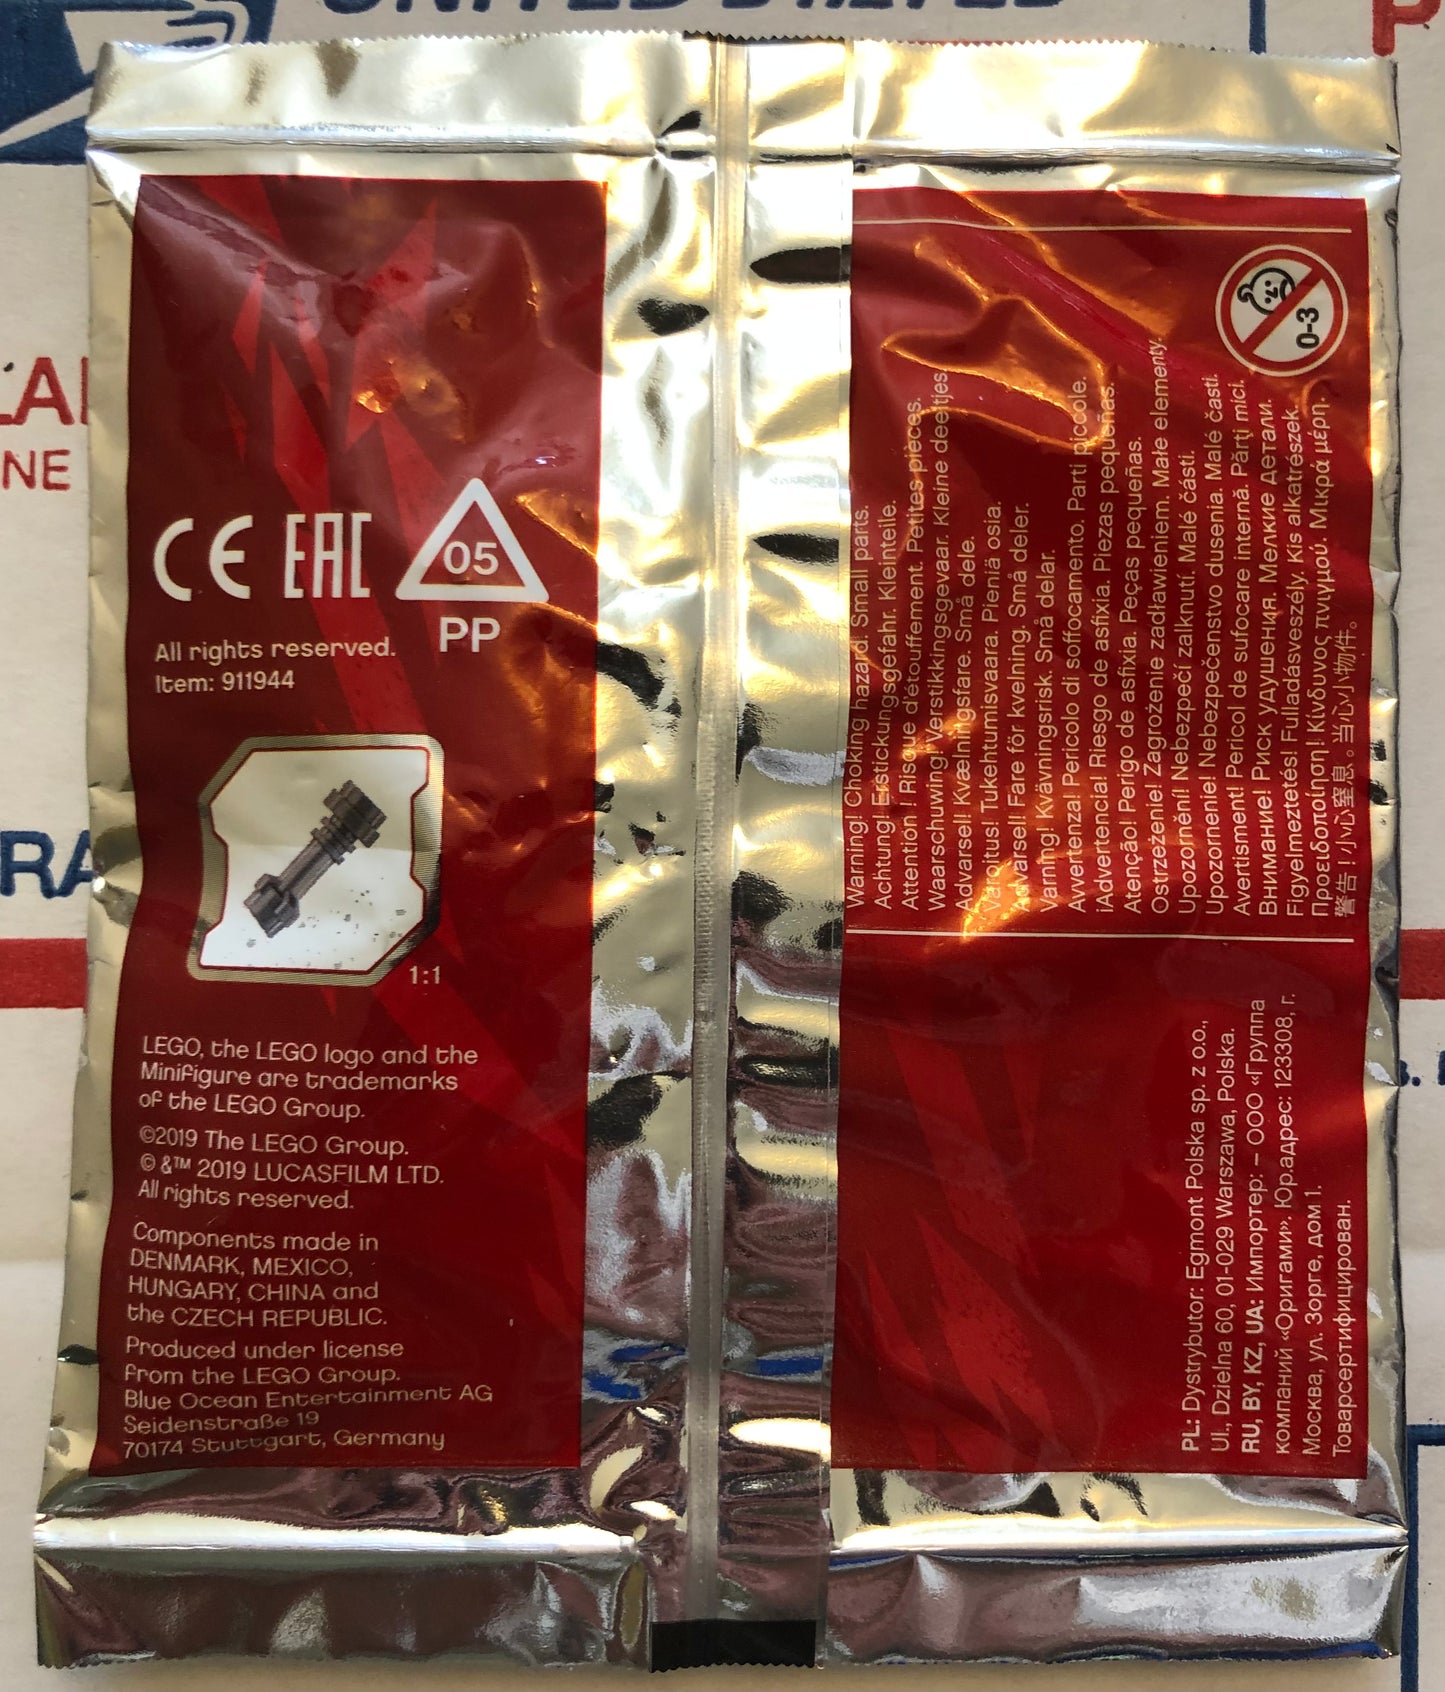 UNITED STATES
NE
RA
CE EAC
05
PP
All rights reserved.
Item: 911944
1:1
LEGO, the LEGO logo and the
Minifigure are trademarks
of the LEGO Group.
©2019 The LEGO Group.
© &™ 2019 LUCASFILM LTD.
All rights reserved.
Components made in
DENMARK, MEXICO,
HUNGARY, CHINA and
the CZECH REPUBLIC.
Produced under license
from the LEGO Group.
Blue Ocean Entertainment AG
Seidenstraße 19
70174 Stuttgart, Germany
0-3
Warning! Choking hazard! Small parts.
Achtung! Erstickungsgefahr. Kleinteile.
Attention ! Risque d'étouffement. Petites pièces.
Waarschuwing! Verstikkingsgevaar. Kleine deeltjes.
Advarsel! Kvælningsfare. Små dele.
Varoitus! Tukehtumisvaara. Pieniä osia.
Advarsel! Fare för kvelning. Små deler.
Varning! Kvävningsrisk. Små delar.
Avvertenza! Pericolo di soffocamento. Parti piccole.
¡Advertencia! Riesgo de asfixia. Piezas pequeñas.
Atenção! Perigo de asfixia. Peças pequeñas.
Ostrzeżenie! Zagrożenie zadławieniem. Małe elementy.
Upozornění! Nebezpečí zalknutí. Malé části.
Upozornenie! Nebezpečenstvo dusenia. Malé časti.
Avertisment! Pericol de sufocare internă. Părți mici.
Внимание! Риск удушения. Мелкие детали.
Figyelmeztetés! Fulladásveszély. Kis alkatrészek.
Προειδοποίηση! Κίνδυνος πνιγμού. Μικρά μέρη.
警告！小心窒息。当心小物件。
PL: Dystrybutor: Egmont Polska sp. z o.o.,
Ul., Dzielna 60, 01-029 Warszawa, Polska.
RU, BY, KZ, UA: Импортер: – ООО «Группа
компаний «Оригами». Юр.адрес: 123308, г.
Москва, ул. Зорге, дом 1.
Товарсертифицирован.